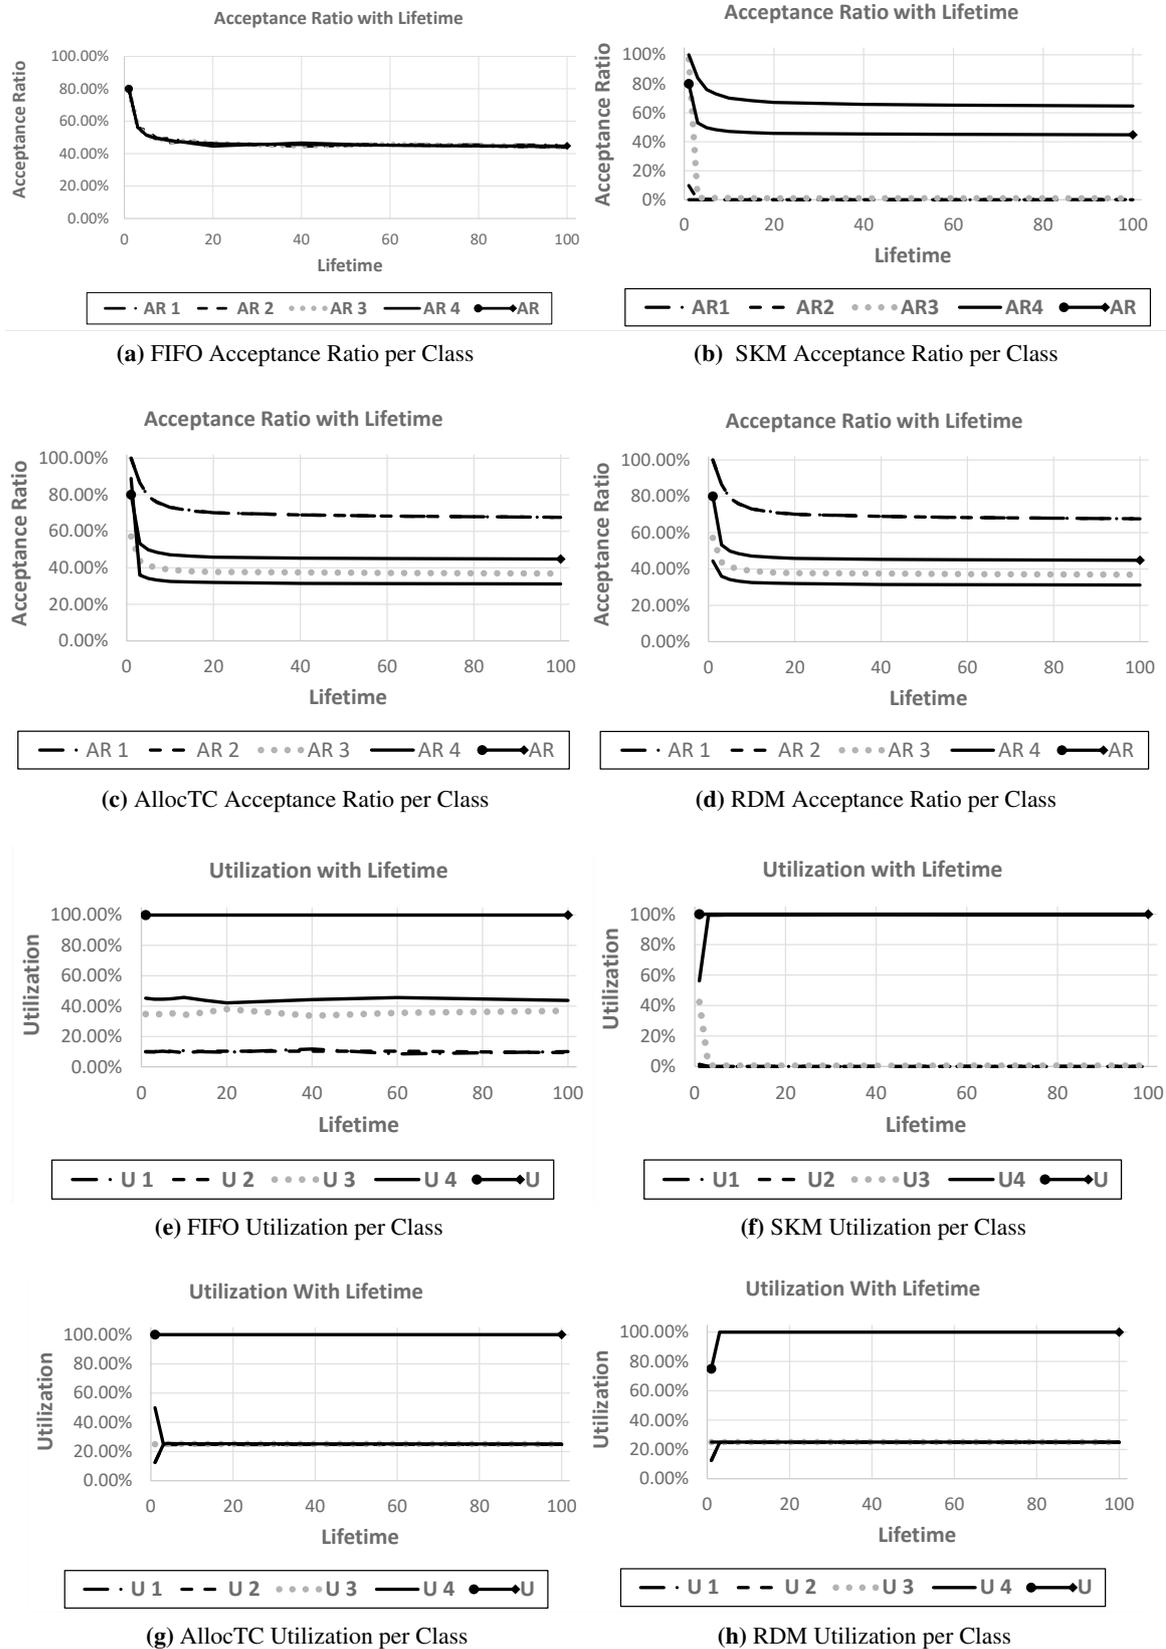 Acceptance Ratio with Lifetime
100.00%
80.00%
60.00%
40.00%
20.00%
0.00%
Acceptance Ratio
0 20 40 60 80 100
Lifetime
AR 1 AR 2 AR 3 AR 4 AR
(a) FIFO Acceptance Ratio per Class
Acceptance Ratio with Lifetime
100%
80%
60%
40%
20%
0%
Acceptance Ratio
0 20 40 60 80 100
Lifetime
AR1 AR2 AR3 AR4 AR
(b) SKM Acceptance Ratio per Class
Acceptance Ratio with Lifetime
100.00%
80.00%
60.00%
40.00%
20.00%
0.00%
Acceptance Ratio
0 20 40 60 80 100
Lifetime
AR 1 AR 2 AR 3 AR 4 AR
(c) AllocTC Acceptance Ratio per Class
Acceptance Ratio with Lifetime
100.00%
80.00%
60.00%
40.00%
20.00%
0.00%
Acceptance Ratio
0 20 40 60 80 100
Lifetime
AR 1 AR 2 AR 3 AR 4 AR
(d) RDM Acceptance Ratio per Class
Utilization with Lifetime
100.00%
80.00%
60.00%
40.00%
20.00%
0.00%
Utilization
0 20 40 60 80 100
Lifetime
U 1 U 2 U 3 U 4 U
(e) FIFO Utilization per Class
Utilization with Lifetime
100%
80%
60%
40%
20%
0%
Utilization
0 20 40 60 80 100
Lifetime
U1 U2 U3 U4 U
(f) SKM Utilization per Class
Utilization With Lifetime
100.00%
80.00%
60.00%
40.00%
20.00%
0.00%
Utilization
0 20 40 60 80 100
Lifetime
U 1 U 2 U 3 U 4 U
(g) AllocTC Utilization per Class
Utilization With Lifetime
100.00%
80.00%
60.00%
40.00%
20.00%
0.00%
Utilization
0 20 40 60 80 100
Lifetime
U 1 U 2 U 3 U 4 U
(h) RDM Utilization per Class